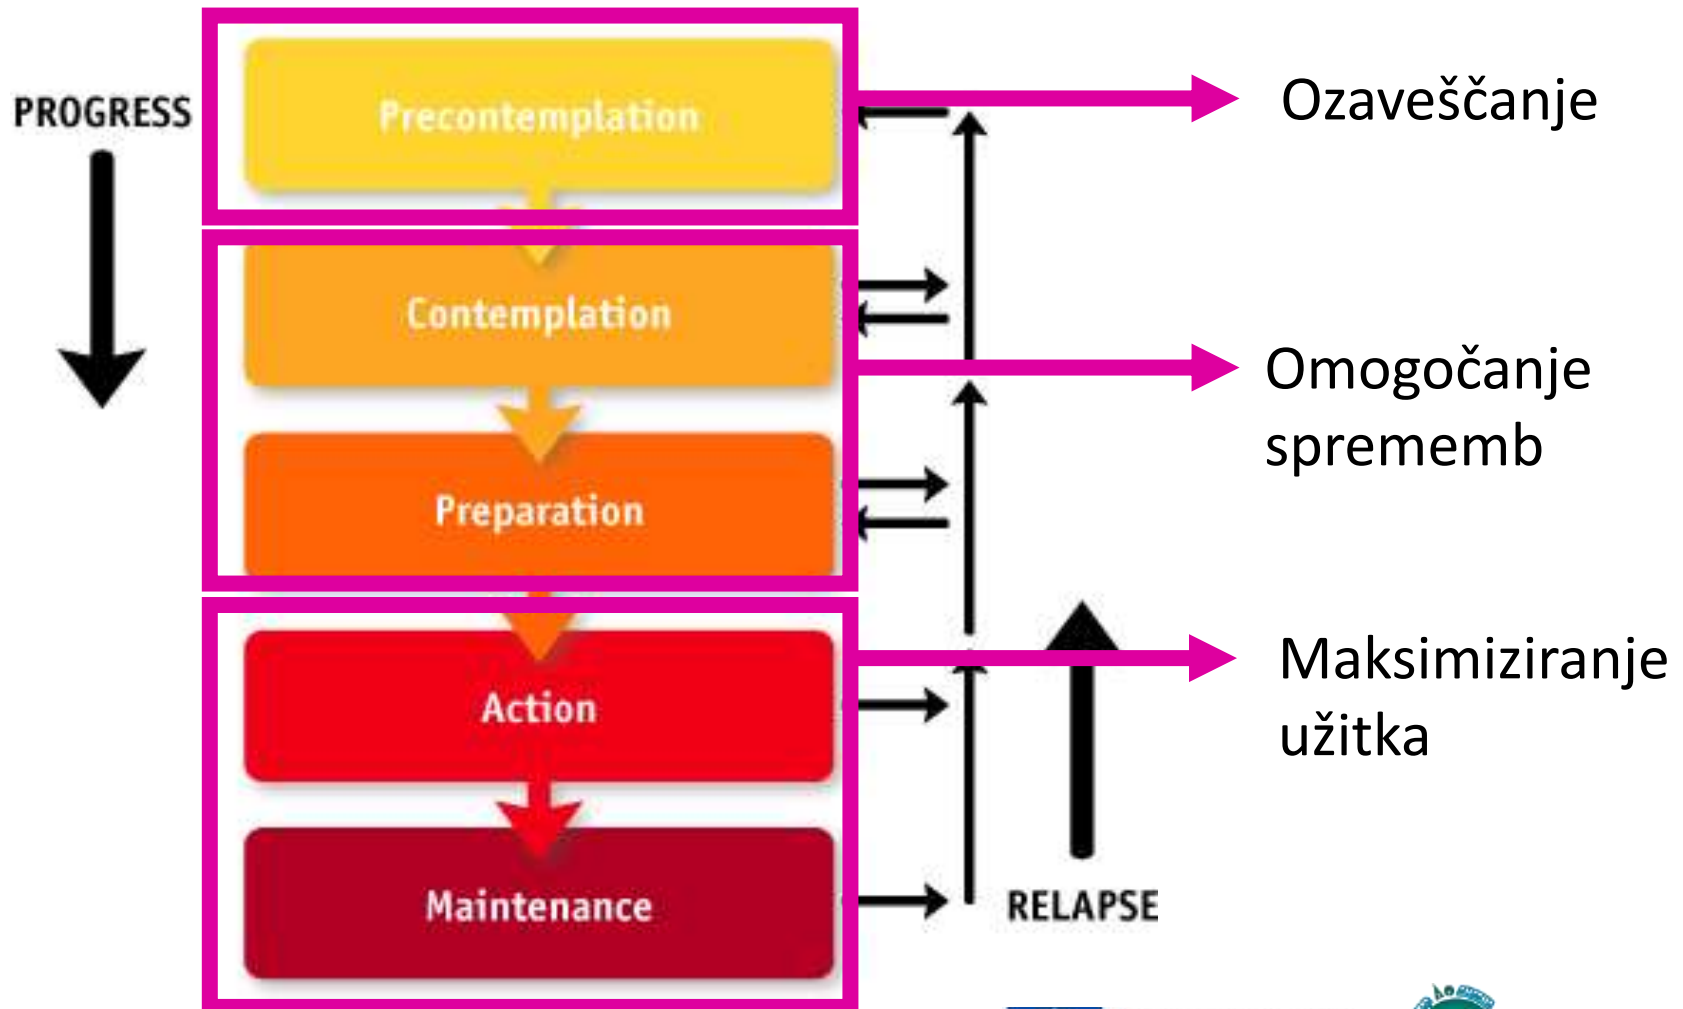 PROGRESS
Precontemplation
Ozaveščanje
Contemplation
Omogočanje
sprememb
Preparation
Action
Maksimiziranje
užitka
Maintenance
RELAPSE